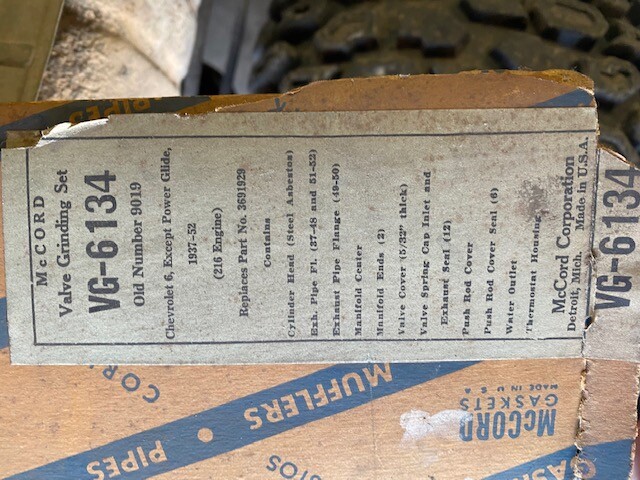 McCORD
Valve Grinding Set
VG-6134
Old Number 9019
Chevrolet 6, Except Power Glide,
1937-52
(216 Engine)
Replaces Part No. 3691929
Contains
Cylinder Head (Steel Asbestos)
Exh. Pipe Fl. (37-48 and 51-52)
Exhaust Pipe Flange (49-50)
Manifold Center
Manifold Ends (2)
Valve Cover (5/32" thick)
Valve Spring Cap Inlet and
Exhaust Seal (12)
Push Rod Cover
Push Rod Cover Seal (6)
Water Outlet
Thermostat Housing
McCord Corporation
Detroit, Mich. Made in U.S.A.
VG-6134
PIPES
MUFFLERS
PIPES
McCORD
GASKETS
MADE IN U S A